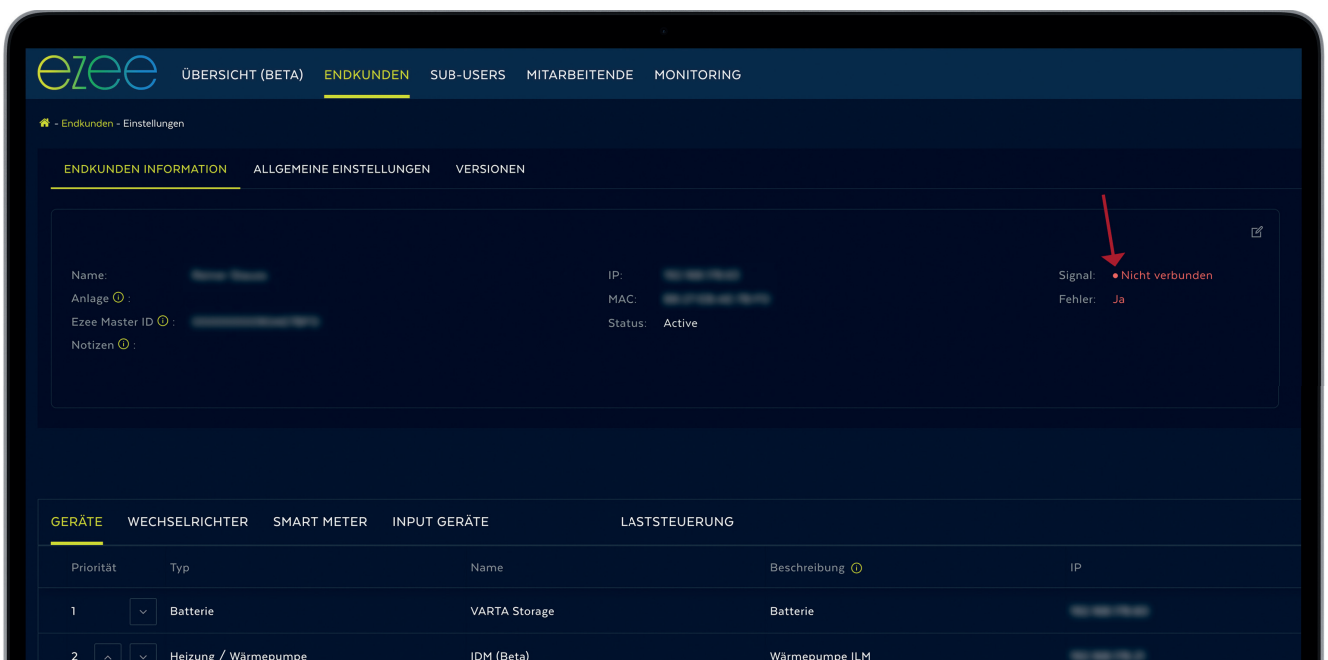 ezee ÜBERSICHT (BETA) ENDKUNDEN SUB-USERS MITARBEITENDE MONITORING
- Endkunden - Einstellungen
ENDKUNDEN INFORMATION ALLGEMEINE EINSTELLUNGEN VERSIONEN
Name: IP: Signal: Nicht verbunden
Anlage : MAC: Fehler: Ja
Ezee Master ID : Status: Active
Notizen :
GERÄTE WECHSELRICHTER SMART METER INPUT GERÄTE LASTSTEUERUNG
Priorität Typ Name Beschreibung IP
1 Batterie VARTA Storage Batterie
2 Heizung / Wärmepumpe IDM (Beta) Wärmepumpe ILM